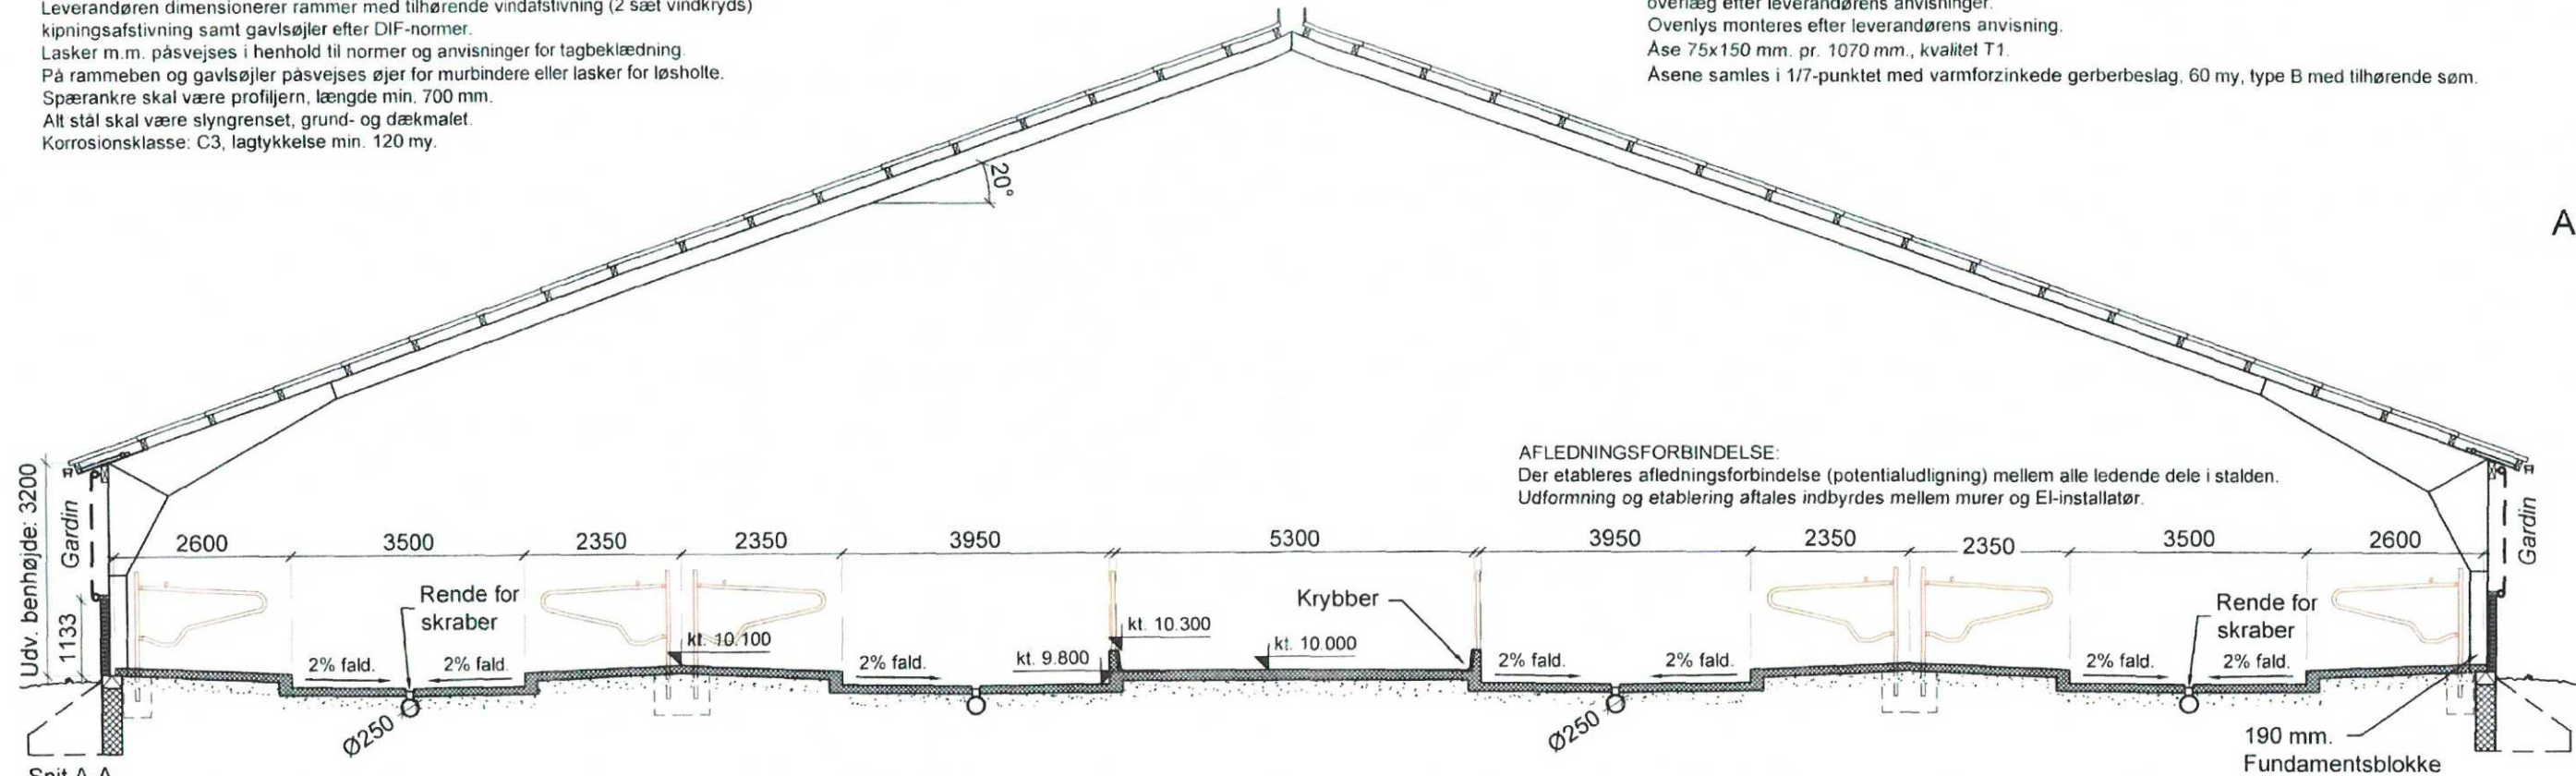 Leverandøren dimensionerer rammer med tilhørende vindafstivning (2 sæt vindkryds)
kipningsafstivning samt gavlsøjler efter DIF-normer.
Lasker m.m. påsvejses i henhold til normer og anvisninger for tagbeklædning.
På rammeben og gavlsøjler påsvejses øjer for murbindere eller lasker for løsholte.
Spærankre skal være profiljern, længde min. 700 mm.
Alt stål skal være slyngrenset, grund- og dækmalet.
Korrosionsklasse: C3, lagtykkelse min. 120 my.
overlæg efter leverandørens anvisninger.
Ovenlys monteres efter leverandørens anvisning.
Åse 75x150 mm. pr. 1070 mm., kvalitet T1.
Åsene samles i 1/7-punktet med varmforzinkede gerberbeslag, 60 my, type B med tilhørende søm.
20°
A
AFLEDNINGSFORBINDELSE:
Der etableres afledningsforbindelse (potentialudligning) mellem alle ledende dele i stalden.
Udformning og etablering aftales indbyrdes mellem murer og El-installatør.
Udv. benhøjde: 3200
Gardin
1133
2600
3500
2350
2350
3950
5300
3950
2350
2350
3500
2600
Gardin
Rende for
skraber
Krybber
Rende for
skraber
kt. 10.100
kt. 10.300
kt. 9.800
kt. 10.000
2% fald.
2% fald.
2% fald.
2% fald.
2% fald.
2% fald.
2% fald.
Ø250
Ø250
190 mm.
Fundamentsblokke
Snit A-A